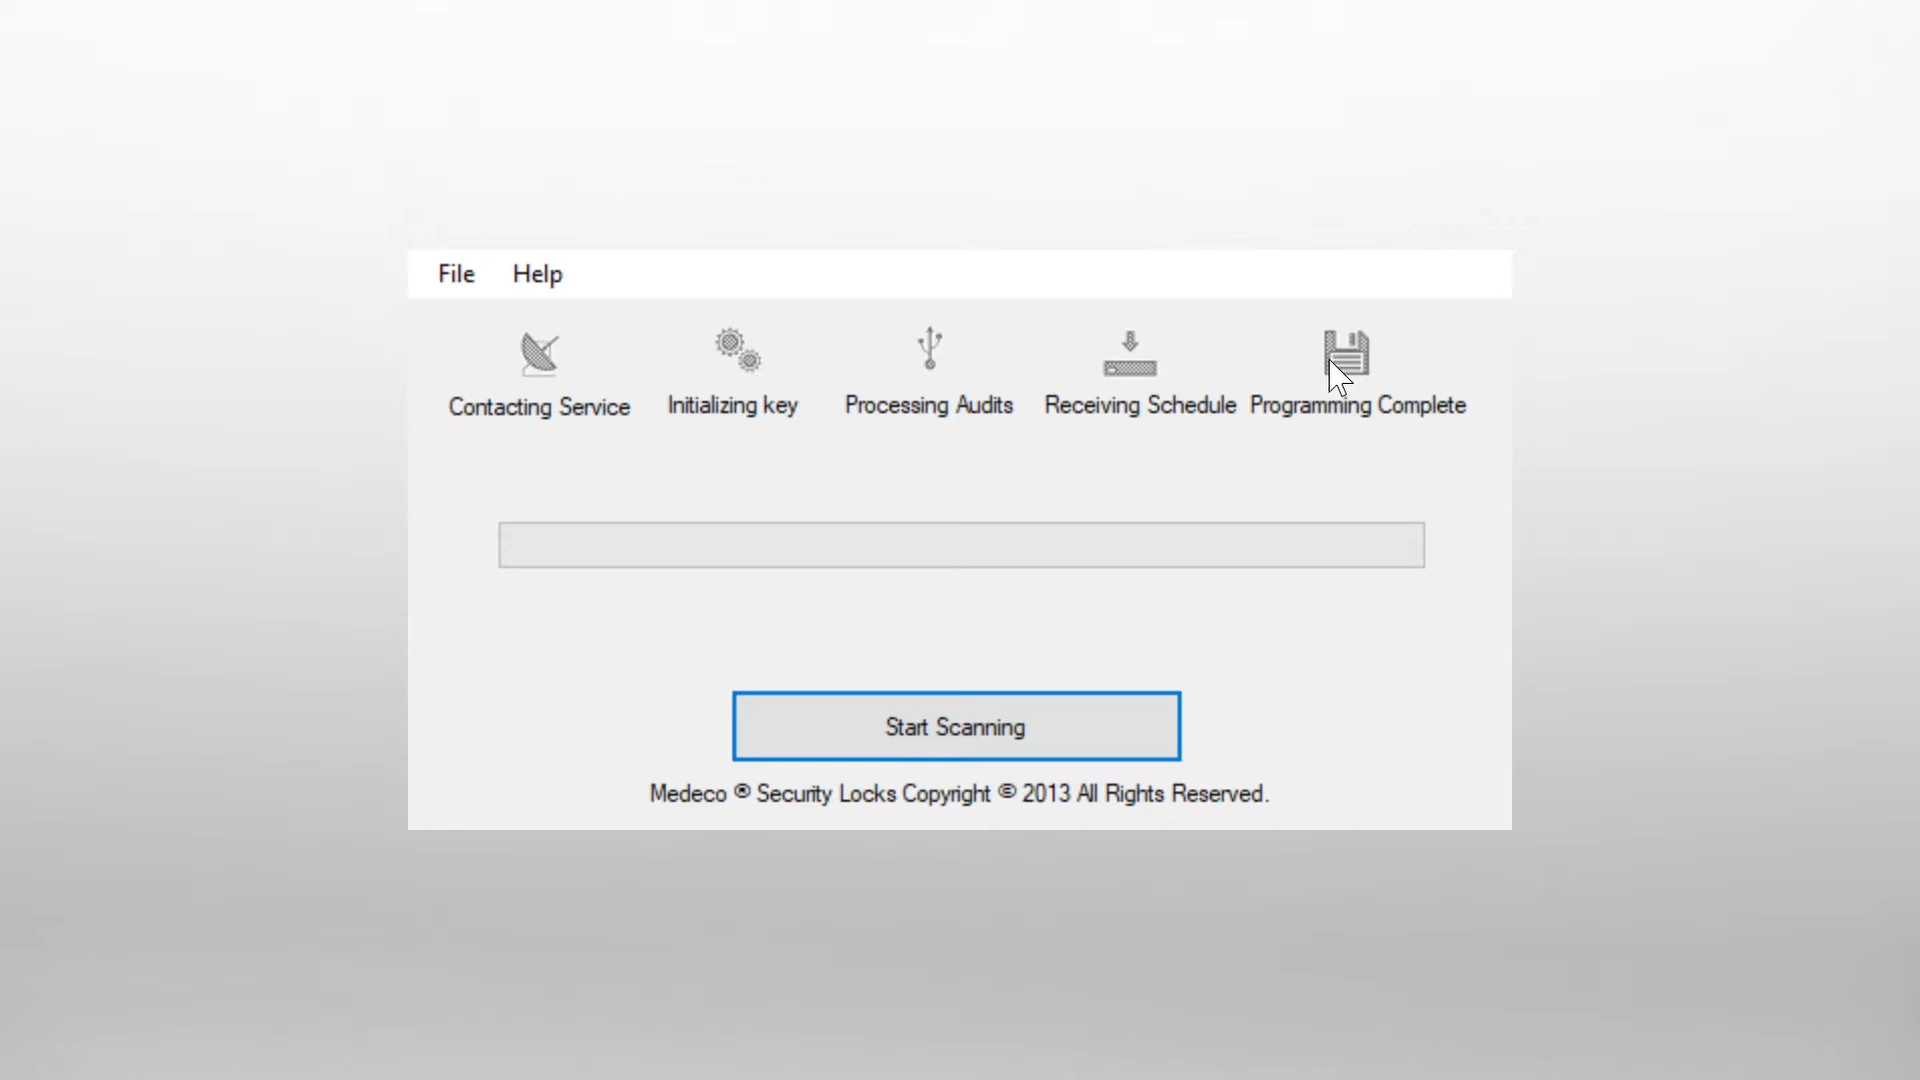 File Help
Contacting Service Initializing key Processing Audits Receiving Schedule Programming Complete
Start Scanning
Medeco ® Security Locks Copyright © 2013 All Rights Reserved.